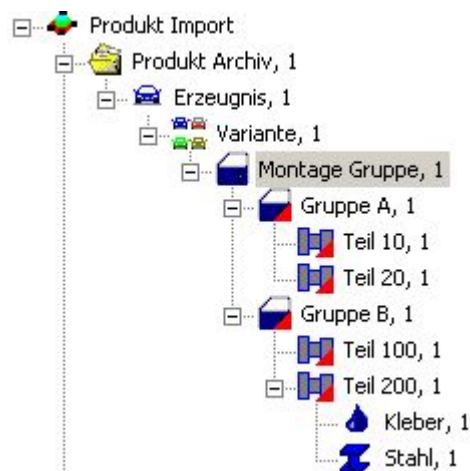 Produkt Import
Produkt Archiv, 1
Erzeugnis, 1
Variante, 1
Montage Gruppe, 1
Gruppe A, 1
Teil 10, 1
Teil 20, 1
Gruppe B, 1
Teil 100, 1
Teil 200, 1
Kleber, 1
Stahl, 1